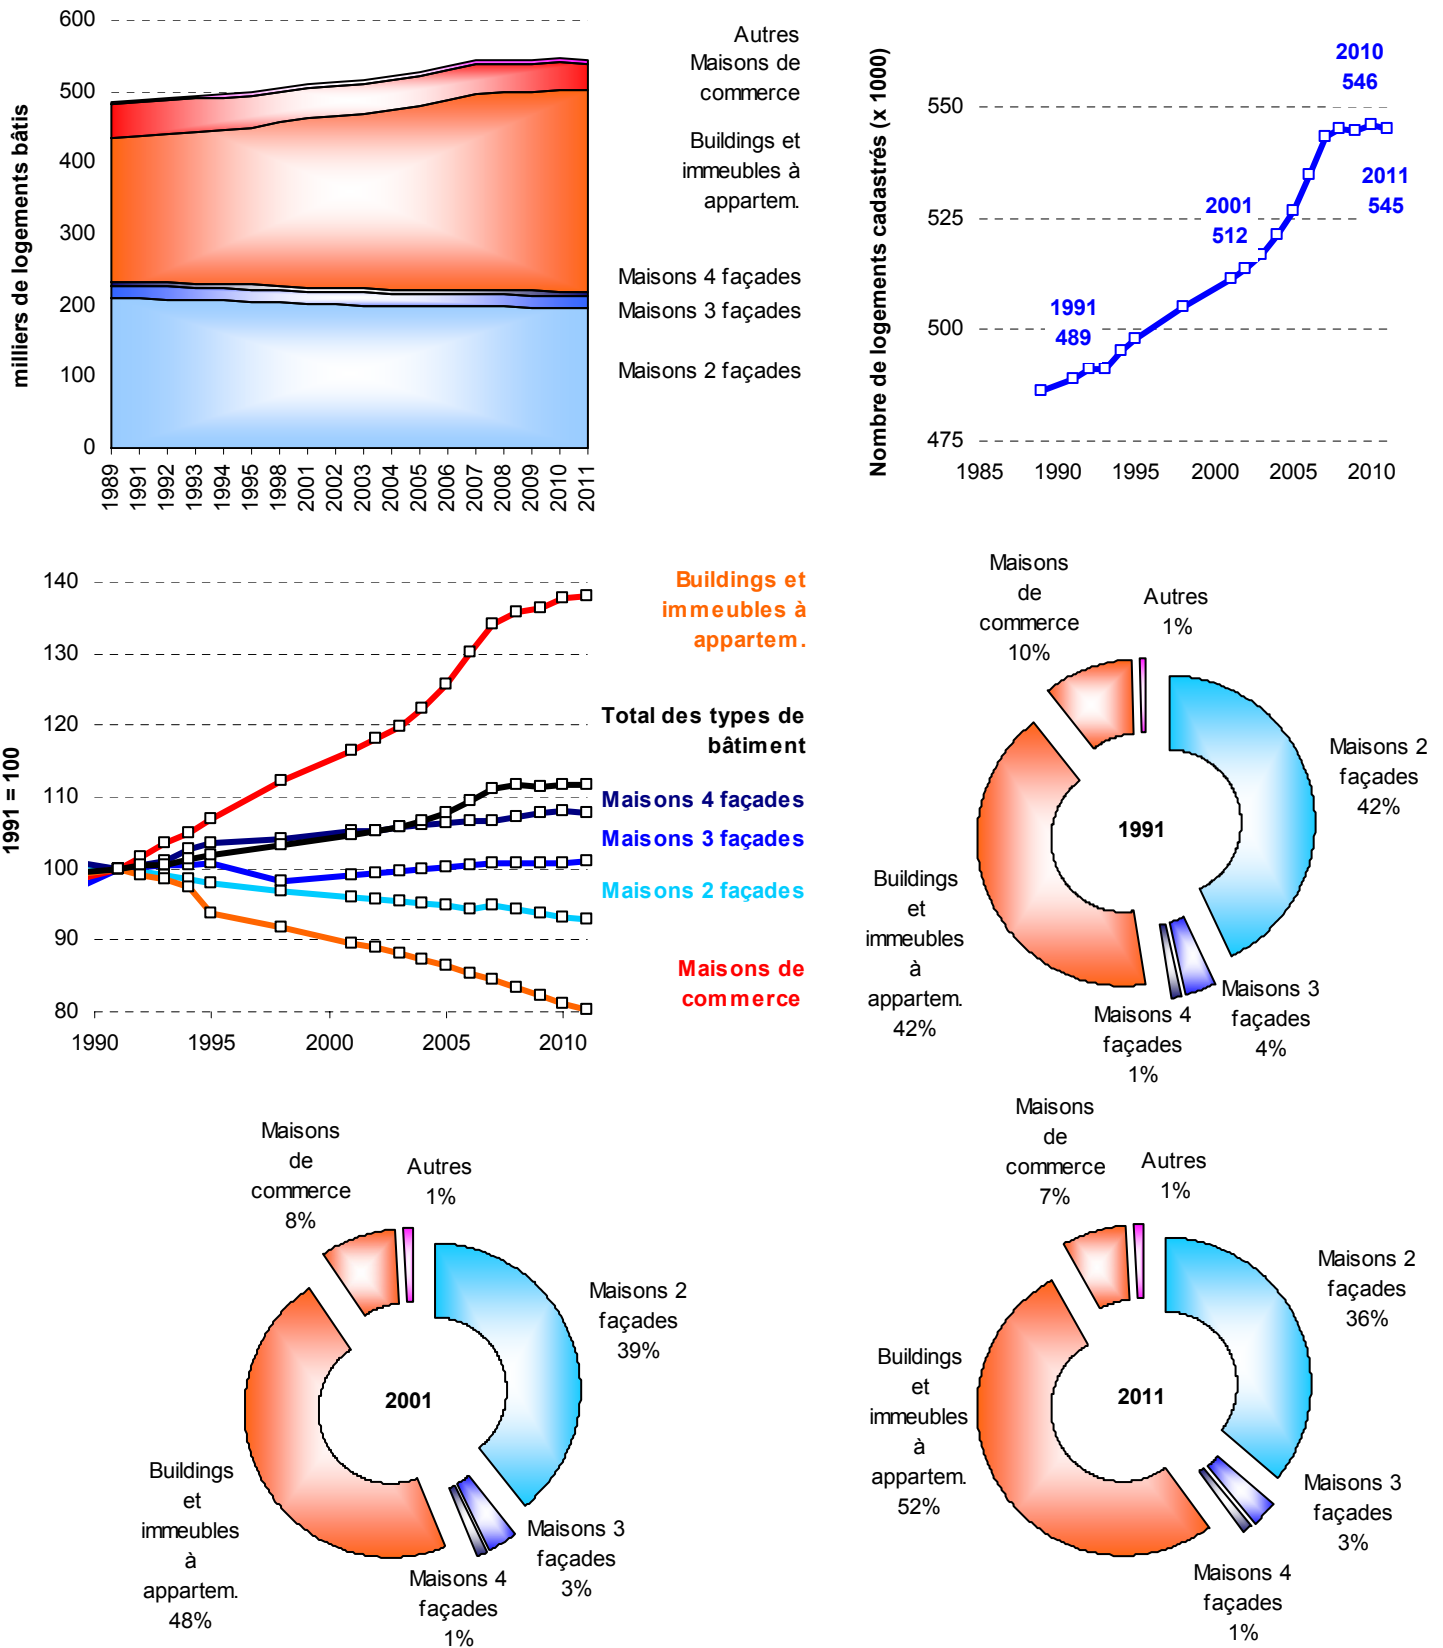 milliers de logements bâtis
600
500
400
300
200
100
0
1989
1991
1992
1993
1994
1995
1998
2001
2002
2003
2004
2005
2006
2007
2008
2009
2010
2011
Autres
Maisons de
commerce
Buildings et
immeubles à
appartem.
Maisons 4 façades
Maisons 3 façades
Maisons 2 façades
Nombre de logements cadastrés (x 1000)
550
525
500
475
1985
1990
1995
2000
2005
2010
1991
489
2001
512
2010
546
2011
545
1991 = 100
140
130
120
110
100
90
80
1990
1995
2000
2005
2010
Buildings et
immeubles à
appartem.
Total des types de
bâtiment
Maisons 4 façades
Maisons 3 façades
Maisons 2 façades
Maisons de
commerce
Maisons
de
commerce
10%
Autres
1%
Maisons 2
façades
42%
1991
Buildings
et
immeubles
à
appartem.
42%
Maisons 3
façades
4%
Maisons 4
façades
1%
Maisons
de
commerce
8%
Autres
1%
Maisons 2
façades
39%
2001
Buildings
et
immeubles
à
appartem.
48%
Maisons 3
façades
3%
Maisons 4
façades
1%
Maisons
de
commerce
7%
Autres
1%
Maisons 2
façades
36%
2011
Buildings
et
immeubles
à
appartem.
52%
Maisons 3
façades
3%
Maisons 4
façades
1%